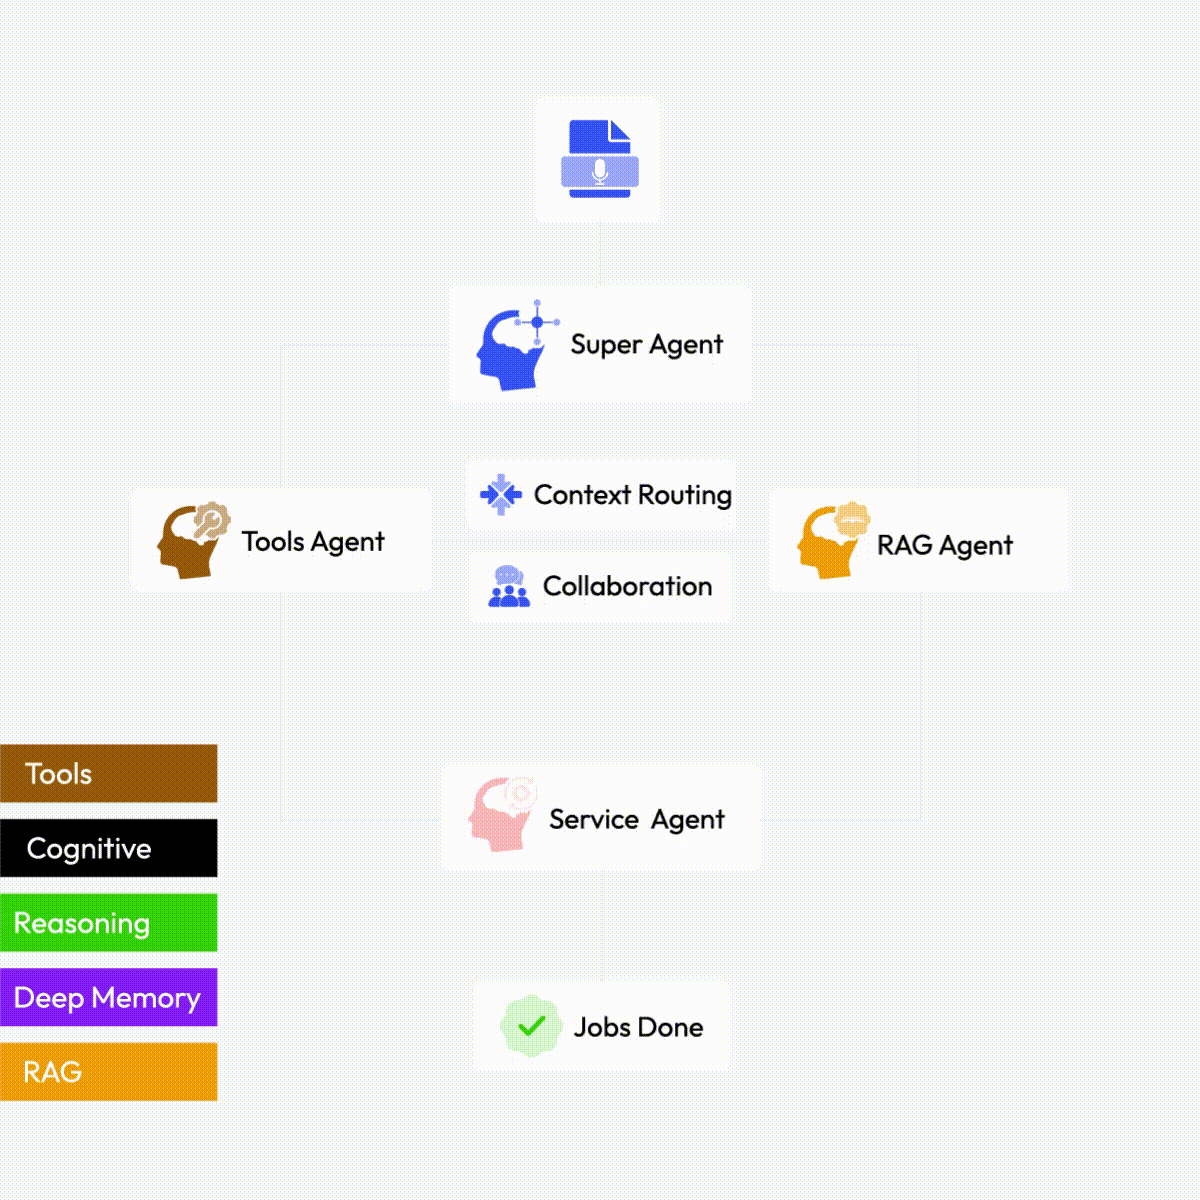 Super Agent
Context Routing
Tools Agent
RAG Agent
Collaboration
Tools
Service Agent
Cognitive
Reasoning
Deep Memory
Jobs Done
RAG